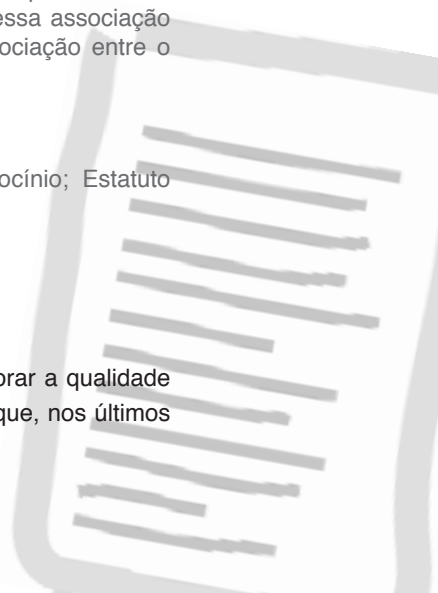 essa associação
ociação entre o
ocínio; Estatuto
orar a qualidade
que, nos últimos